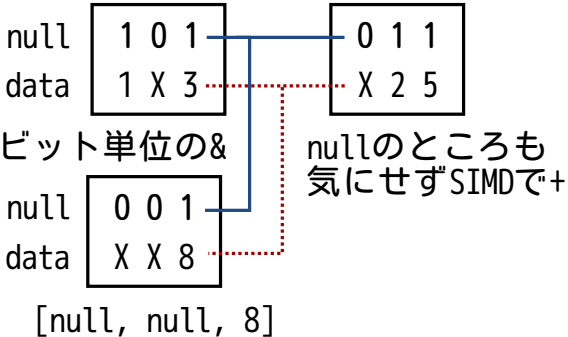 null 1 0 1 0 1 1
data 1 X 3 X 2 5
ビット単位の&
nullのところも
気にせずSIMDで+
null 0 0 1
data X X 8
[null, null, 8]